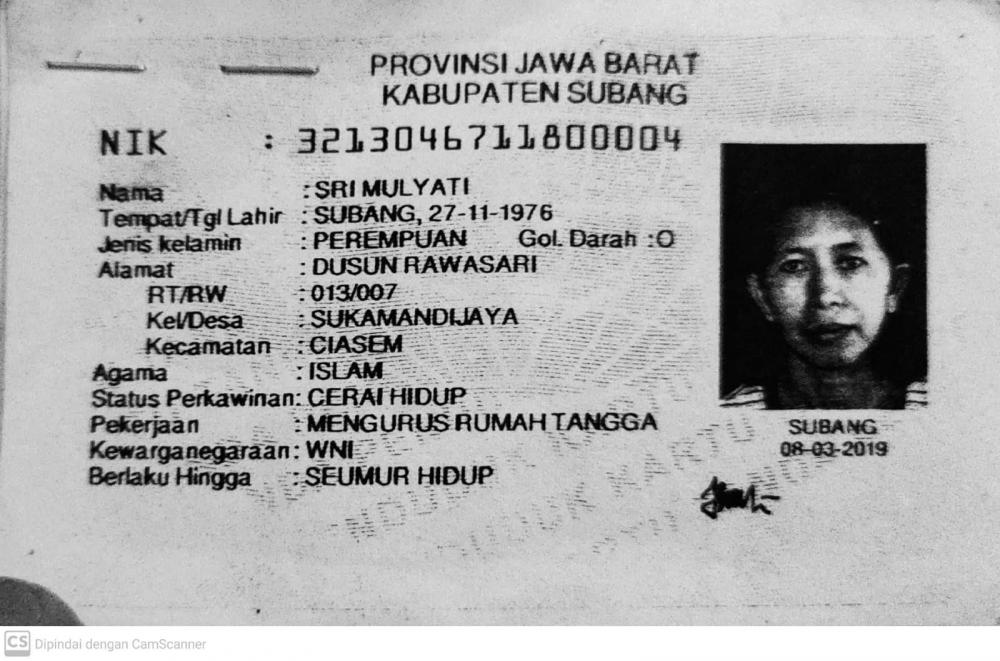 PROVINSI JAWA BARAT
KABUPATEN SUBANG
NIK : 3213046711800004
Nama : SRI MULYATI
Tempat/Tgl Lahir : SUBANG, 27-11-1976
Jenis kelamin : PEREMPUAN Gol. Darah : O
Alamat : DUSUN RAWASARI
RT/RW : 013/007
Kel/Desa : SUKAMANDIJAYA
Kecamatan : CIASEM
Agama : ISLAM
Status Perkawinan: CERAI HIDUP
Pekerjaan : MENGURUS RUMAH TANGGA
Kewarganegaraan: WNI
Berlaku Hingga : SEUMUR HIDUP
SUBANG
08-03-2019
CS Dipindai dengan CamScanner